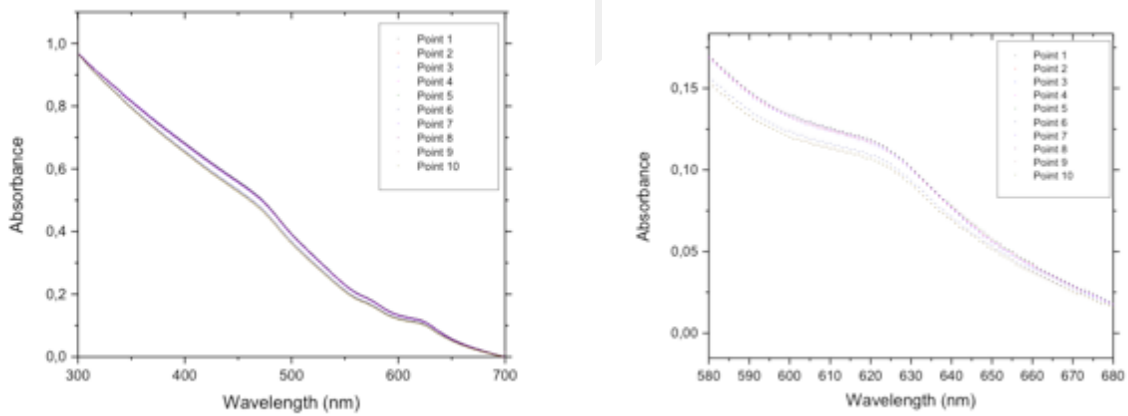 1,0
0,8
0,6
0,4
0,2
0,0
300 400 500 600 700
Absorbance
Wavelength (nm)
Point 1
Point 2
Point 3
Point 4
Point 5
Point 6
Point 7
Point 8
Point 9
Point 10
0,15
0,10
0,05
0,00
580 590 600 610 620 630 640 650 660 670 680
Absorbance
Wavelength (nm)
Point 1
Point 2
Point 3
Point 4
Point 5
Point 6
Point 7
Point 8
Point 9
Point 10